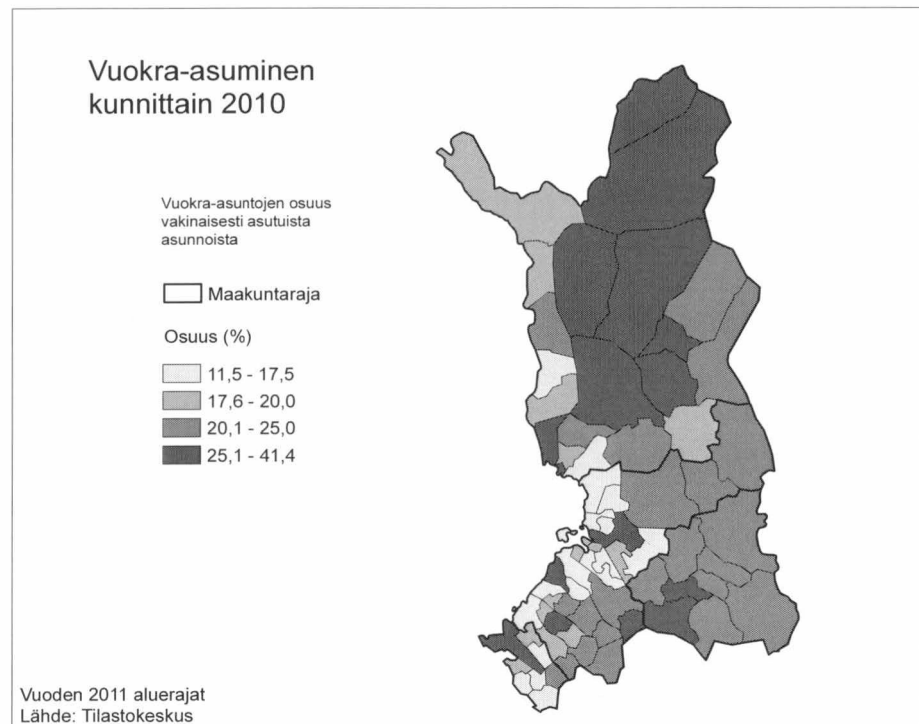 Vuokra-asuminen
kunnittain 2010
Vuokra-asuntojen osuus
vakinaisesti asutuista
asunnoista
Maakuntaraja
Osuus (%)
11,5 - 17,5
17,6 - 20,0
20,1 - 25,0
25,1 - 41,4
Vuoden 2011 aluerajat
Lähde: Tilastokeskus